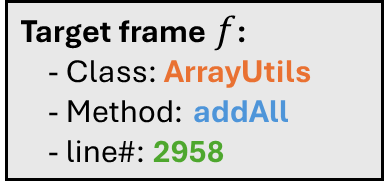 Target frame f:
- Class: ArrayUtils
- Method: addAll
- line#: 2958